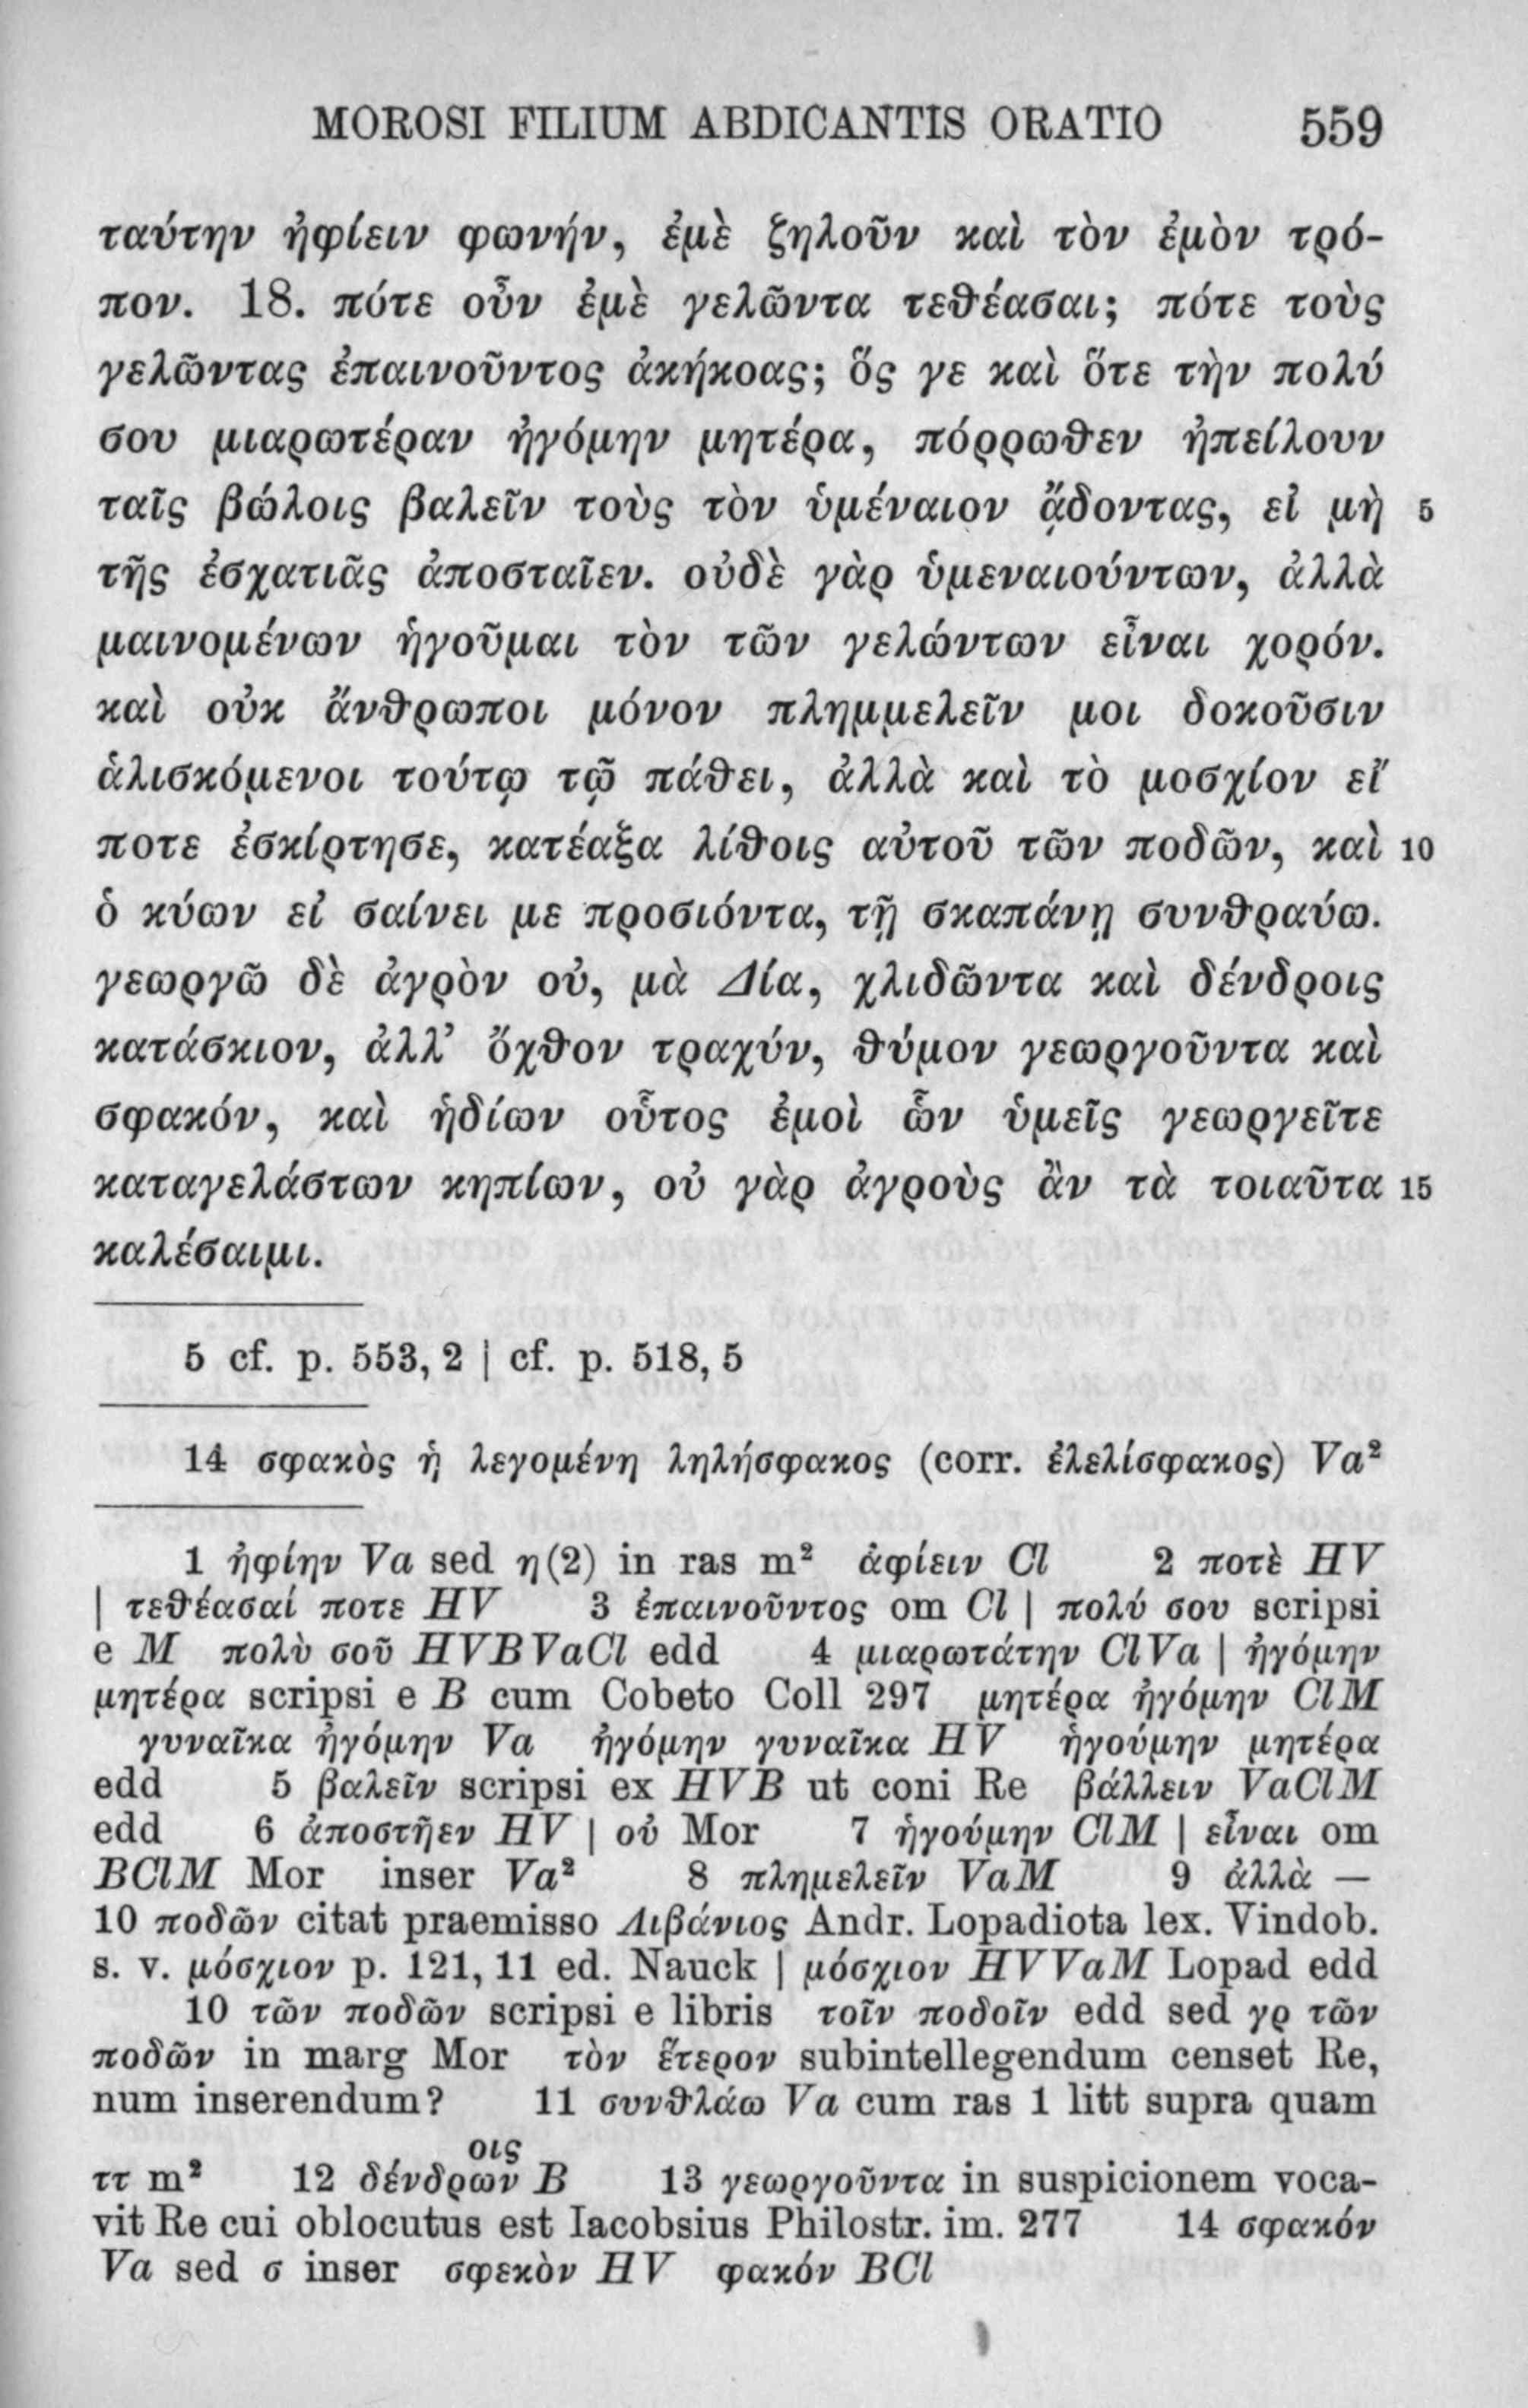 MOROSI FILIUM ABDICANTIS ORATIO 559
ταύτην ἠφίειν φωνήν, ἐμὲ ζηλοῦν καὶ τὸν ἐμὸν τρό-
πον. 18. πότε οὖν ἐμὲ γελῶντα τεθέασαι; πότε τοὺς
γελῶντας ἐπαινοῦντος ἀκήκοας; ὅς γε καὶ ὅτε τὴν πολύ
σου μιαρωτέραν ἠγόμην μητέρα, πόρρωθεν ἠπείλουν
ταῖς βώλοις βαλεῖν τοὺς τὸν ὑμέναιον ᾄδοντας, εἰ μὴ 5
τῆς ἐσχατιᾶς ἀποσταῖεν. οὐδὲ γὰρ ὑμεναιούντων, ἀλλὰ
μαινομένων ἡγοῦμαι τὸν τῶν γελώντων εἶναι χορόν.
καὶ οὐκ ἄνθρωποι μόνον πλημμελεῖν μοι δοκοῦσιν
ἁλισκόμενοι τούτῳ τῷ πάθει, ἀλλὰ καὶ τὸ μοσχίον εἴ
ποτε ἐσκίρτησε, κατέαξα λίθοις αὐτοῦ τῶν ποδῶν, καὶ 10
ὁ κύων εἰ σαίνει με προσιόντα, τῇ σκαπάνῃ συνθραύω.
γεωργῶ δὲ ἀγρὸν οὐ, μὰ Δία, χλιδῶντα καὶ δένδροις
κατάσκιον, ἀλλ’ ὄχθον τραχύν, θύμον γεωργοῦντα καὶ
σφακόν, καὶ ἡδίων οὗτος ἐμοὶ ὧν ὑμεῖς γεωργεῖτε
καταγελάστων κηπίων, οὐ γὰρ ἀγροὺς ἂν τὰ τοιαῦτα 15
καλέσαιμι.
5 cf. p. 553, 2 | cf. p. 518, 5
14 σφακὸς ἡ λεγομένη ληλήσφακος (corr. ἐλελίσφακος) Va²
1 ἠφίην Va sed η(2) in ras m² ἀφίειν Cl 2 ποτὲ HV
| τεθέασαί ποτε HV 3 ἐπαινοῦντος om Cl | πολύ σου scripsi
e M πολὺ σοῦ HVBVaCl edd 4 μιαρωτάτην ClVa | ἠγόμην
μητέρα scripsi e B cum Cobeto Coll 297 μητέρα ἠγόμην ClM
γυναῖκα ἠγόμην Va ἠγόμην γυναῖκα HV ἡγούμην μητέρα
edd 5 βαλεῖν scripsi ex HVB ut coni Re βάλλειν VaClM
edd 6 ἀποστῆεν HV | οὐ Mor 7 ἡγούμην ClM | εἶναι om
BClM Mor inser Va² 8 πλημελεῖν VaM 9 ἀλλὰ —
10 ποδῶν citat praemisso Λιβάνιος Andr. Lopadiota lex. Vindob.
s. v. μόσχιον p. 121, 11 ed. Nauck | μόσχιον HVVaM Lopad edd
10 τῶν ποδῶν scripsi e libris τοῖν ποδοῖν edd sed γρ τῶν
ποδῶν in marg Mor τὸν ἕτερον subintellegendum censet Re,
num inserendum? 11 συνθλάω Va cum ras 1 litt supra quam
ττ m² 12 δένδρων οις B 13 γεωργοῦντα in suspicionem voca-
vit Re cui oblocutus est Iacobsius Philostr. im. 277 14 σφακόν
Va sed σ inser σφεκὸν HV φακόν BCl